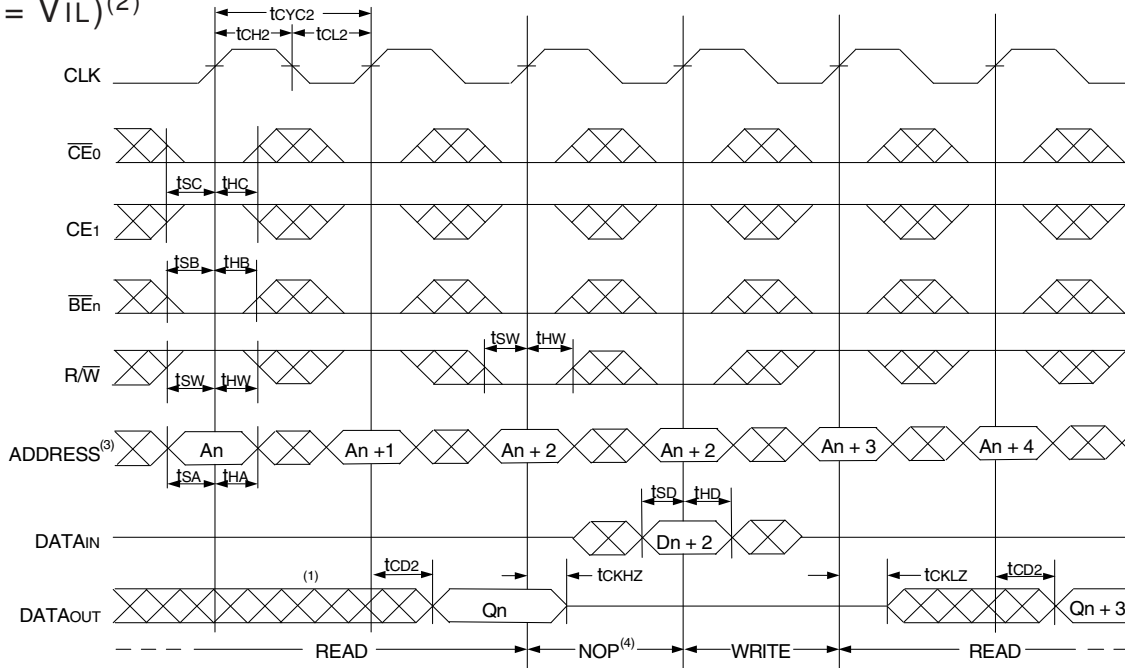 = VIL)(2)
tCYC2
tCH2 tCL2
CLK
CE0
tSC tHC
CE1
tSB tHB
BEn
tSW tHW
R/W
tSW tHW
ADDRESS(3) An An +1 An + 2 An + 2 An + 3 An + 4
tSA tHA
tSD tHD
DATAIN Dn + 2
(1) tCD2 tCKHZ tCKLZ tCD2
DATAOUT Qn Qn + 3
READ NOP(4) WRITE READ